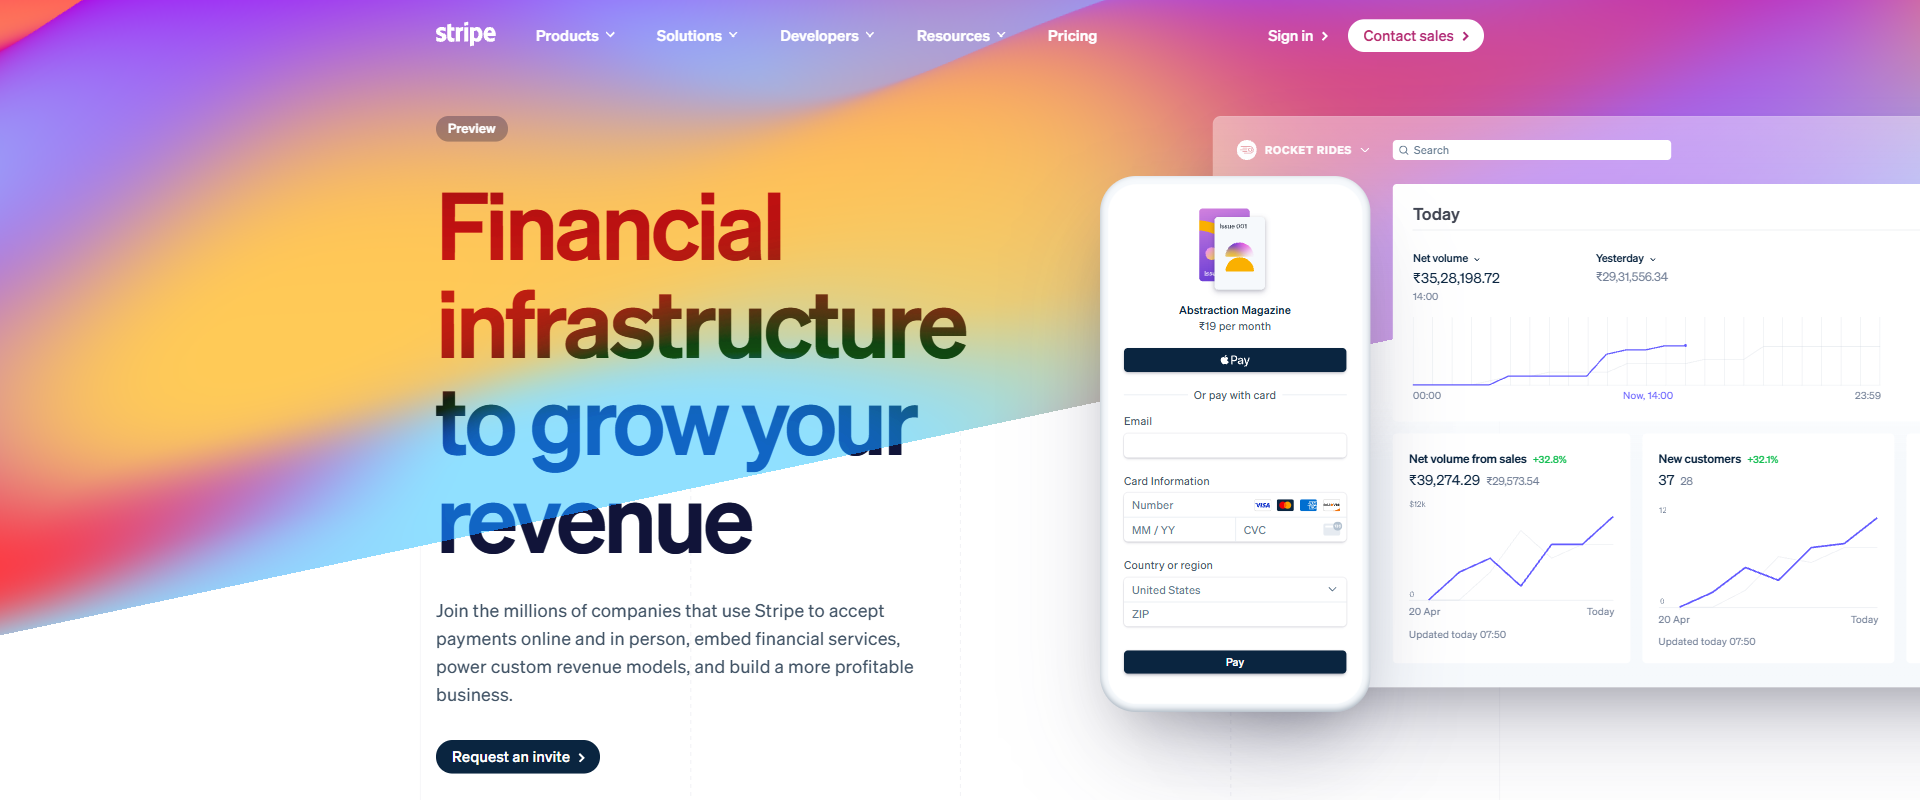 stripe
Products
Solutions
Developers
Resources
Pricing
Sign in
Contact sales
Preview
Financial
infrastructure
to grow your
revenue
Join the millions of companies that use Stripe to accept
payments online and in person, embed financial services,
power custom revenue models, and build a more profitable
business.
Request an invite
Issue 001
Abstraction Magazine
₹19 per month
Pay
Or pay with card
Email
Card Information
Number
VISA
MM / YY
CVC
Country or region
United States
ZIP
Pay
ROCKET RIDES
Search
Today
Net volume
Yesterday
₹35,28,198.72
₹29,31,556.34
14:00
00:00
Now, 14:00
23:59
Net volume from sales +32.8%
₹39,274.29 ₹29,573.54
$12k
0
20 Apr
Today
Updated today 07:50
New customers +32.1%
37 28
12
0
20 Apr
Today
Updated today 07:50